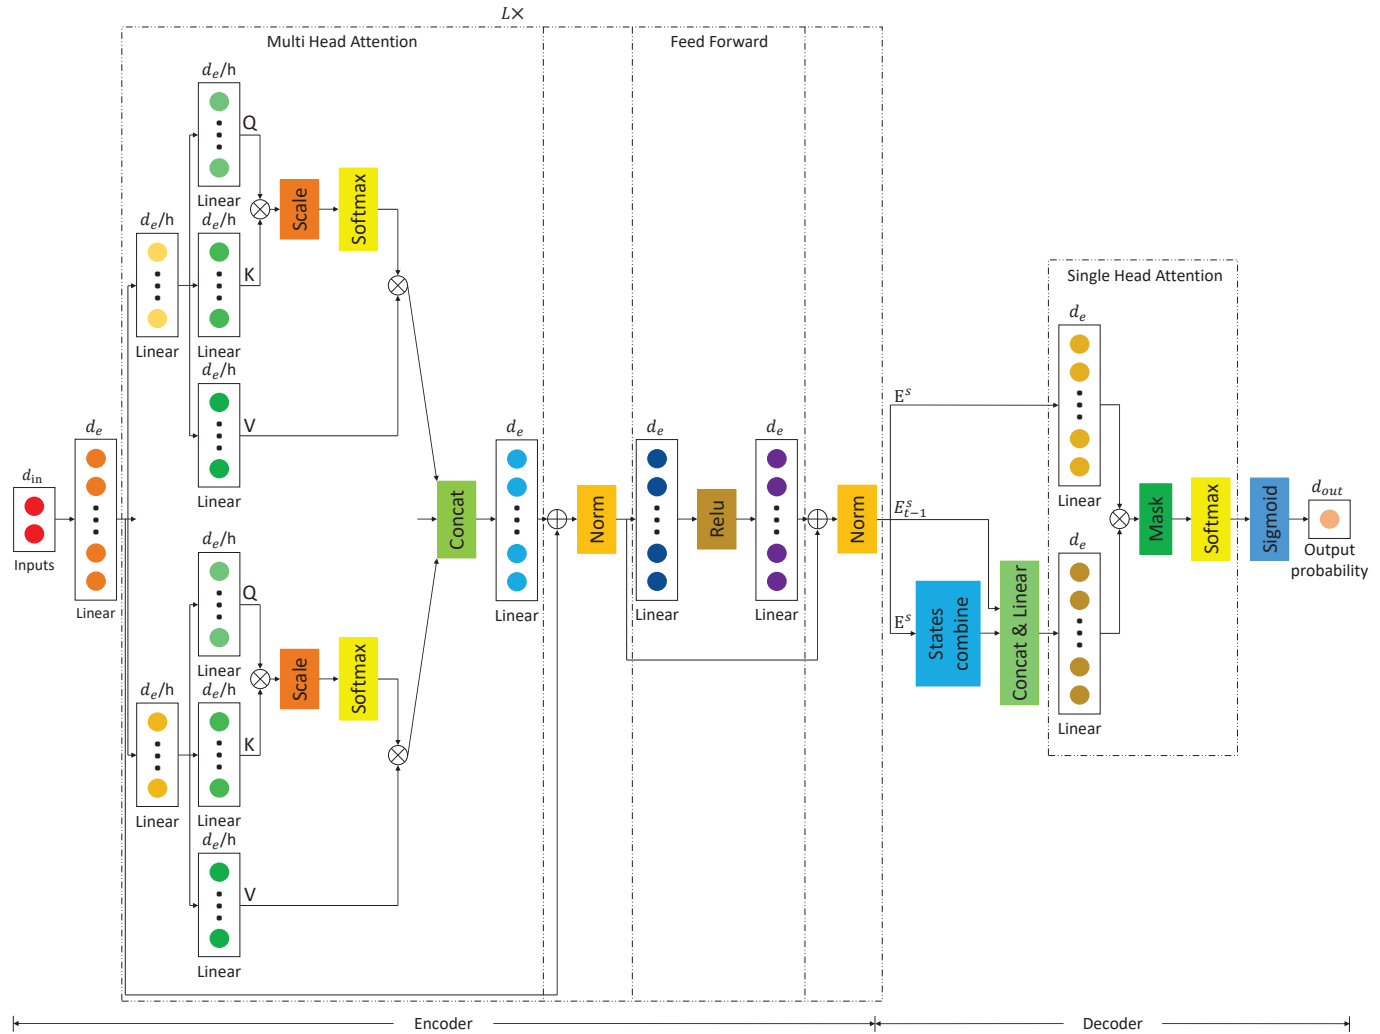 L×
Multi Head Attention
Feed Forward
d_e/h
Q
Linear
d_e/h
d_e/h
K
Linear
Linear
Scale
Softmax
d_e/h
V
Linear
d_in
Inputs
d_e
Linear
d_e/h
Q
Linear
d_e/h
d_e/h
K
Linear
Linear
Scale
Softmax
d_e/h
V
Linear
Concat
d_e
Linear
Norm
d_e
Linear
Relu
d_e
Linear
Norm
E^s
E^s_{t−1}
E^s
States
combine
Concat & Linear
Single Head Attention
d_e
Linear
d_e
Linear
Mask
Softmax
Sigmoid
d_out
Output
probability
Encoder
Decoder